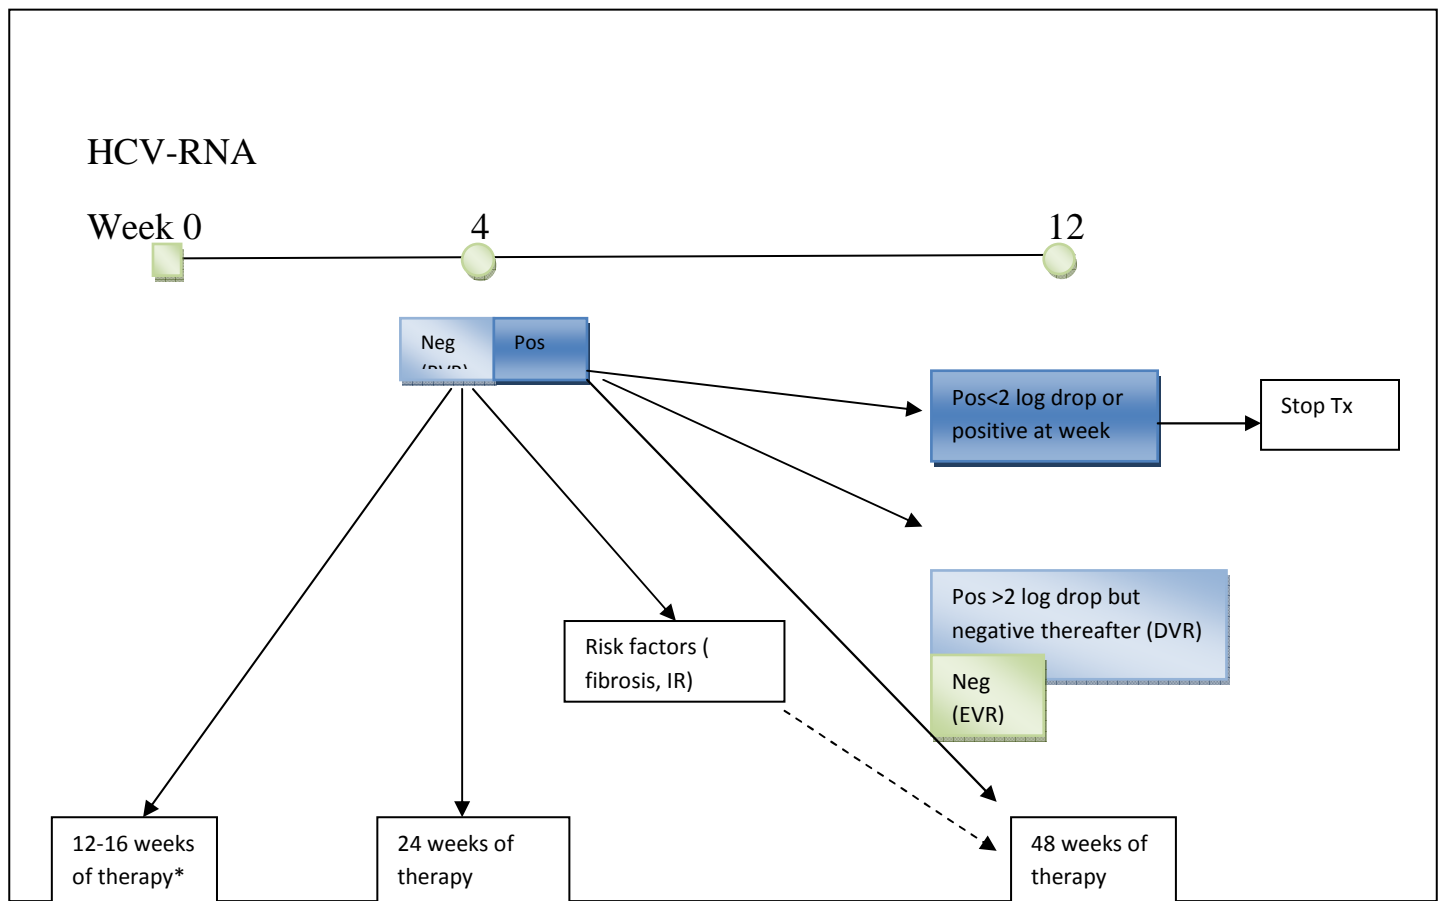 HCV-RNA
Week 0
4
12
Neg
Pos
Pos<2 log drop or
positive at week
Stop Tx
Pos >2 log drop but
negative thereafter (DVR)
Neg
(EVR)
Risk factors (
fibrosis, IR)
12-16 weeks
of therapy*
24 weeks of
therapy
48 weeks of
therapy